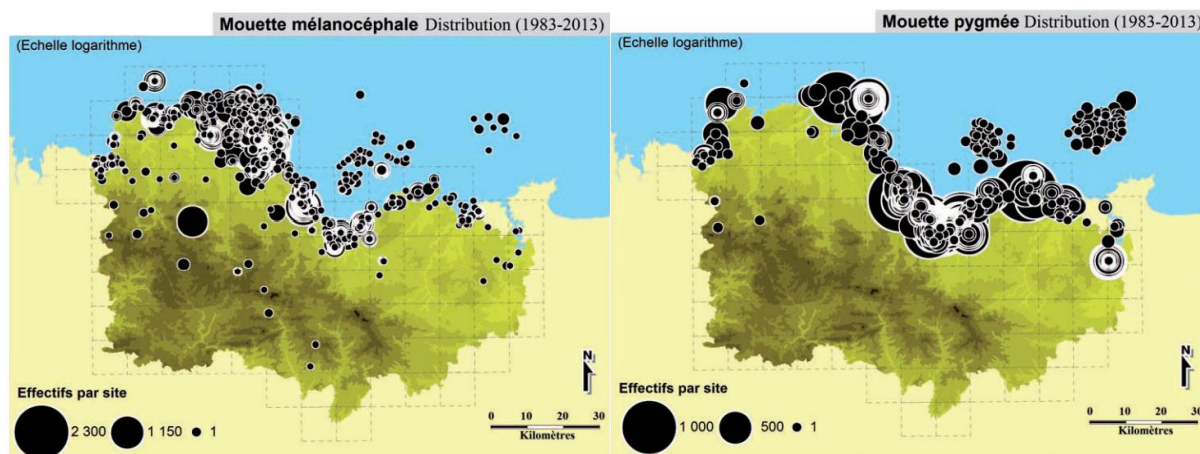 Mouette mélanocéphale Distribution (1983-2013)
(Echelle logarithme)
N
Effectifs par site
2 300 1 150 1
0 10 20 30
Kilomètres
Mouette pygmée Distribution (1983-2013)
(Echelle logarithme)
N
Effectifs par site
1 000 500 1
0 10 20 30
Kilomètres